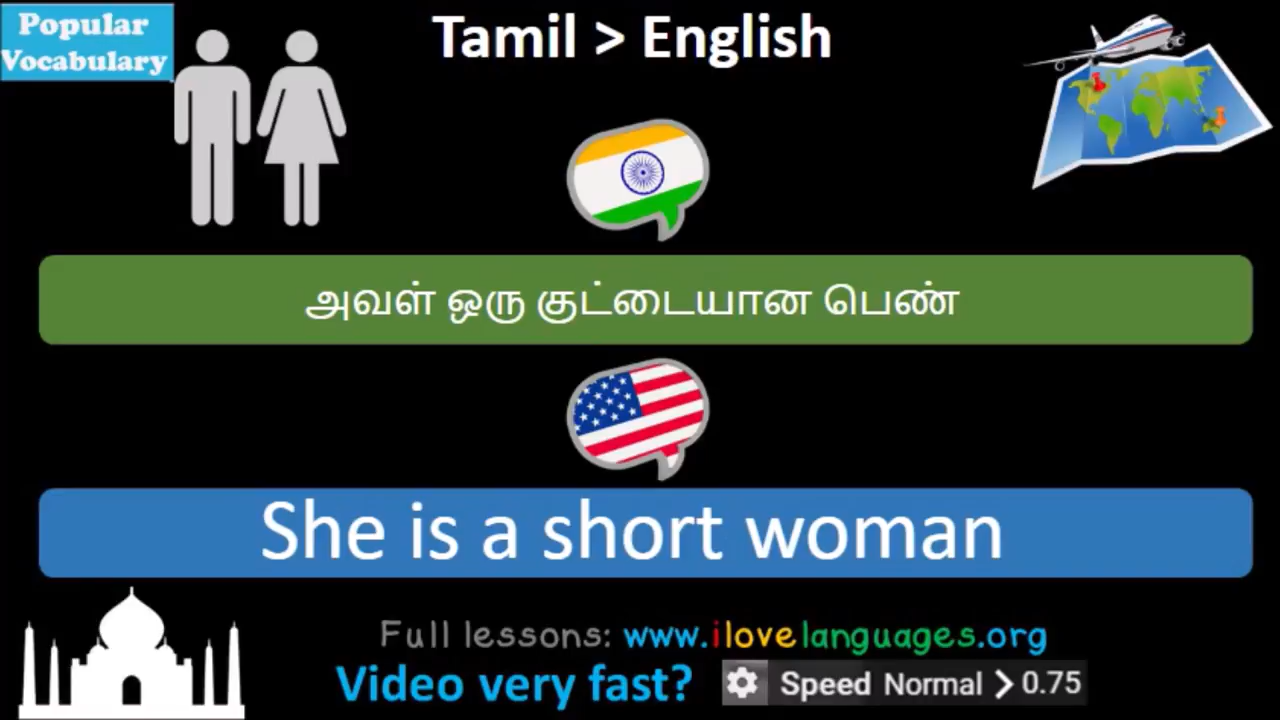 Popular
Vocabulary
Tamil > English
அவள் ஒரு குட்டையான பெண்
She is a short woman
Full lessons: www.ilovelanguages.org
Video very fast? Speed Normal > 0.75